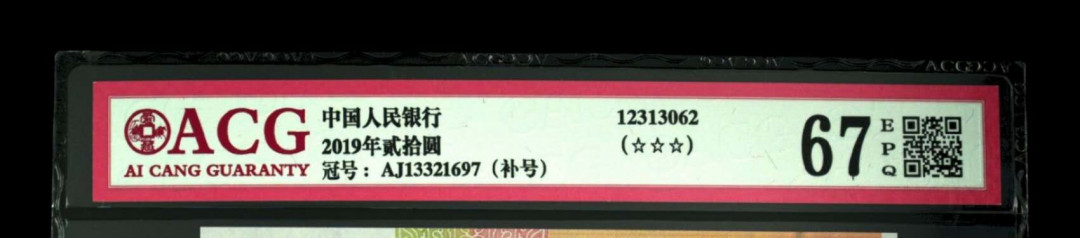 ACG
AI CANG GUARANTY
中国人民银行
2019年贰拾圆
冠号：AJ13321697（补号）
12313062
(☆☆☆)
67
EPQ